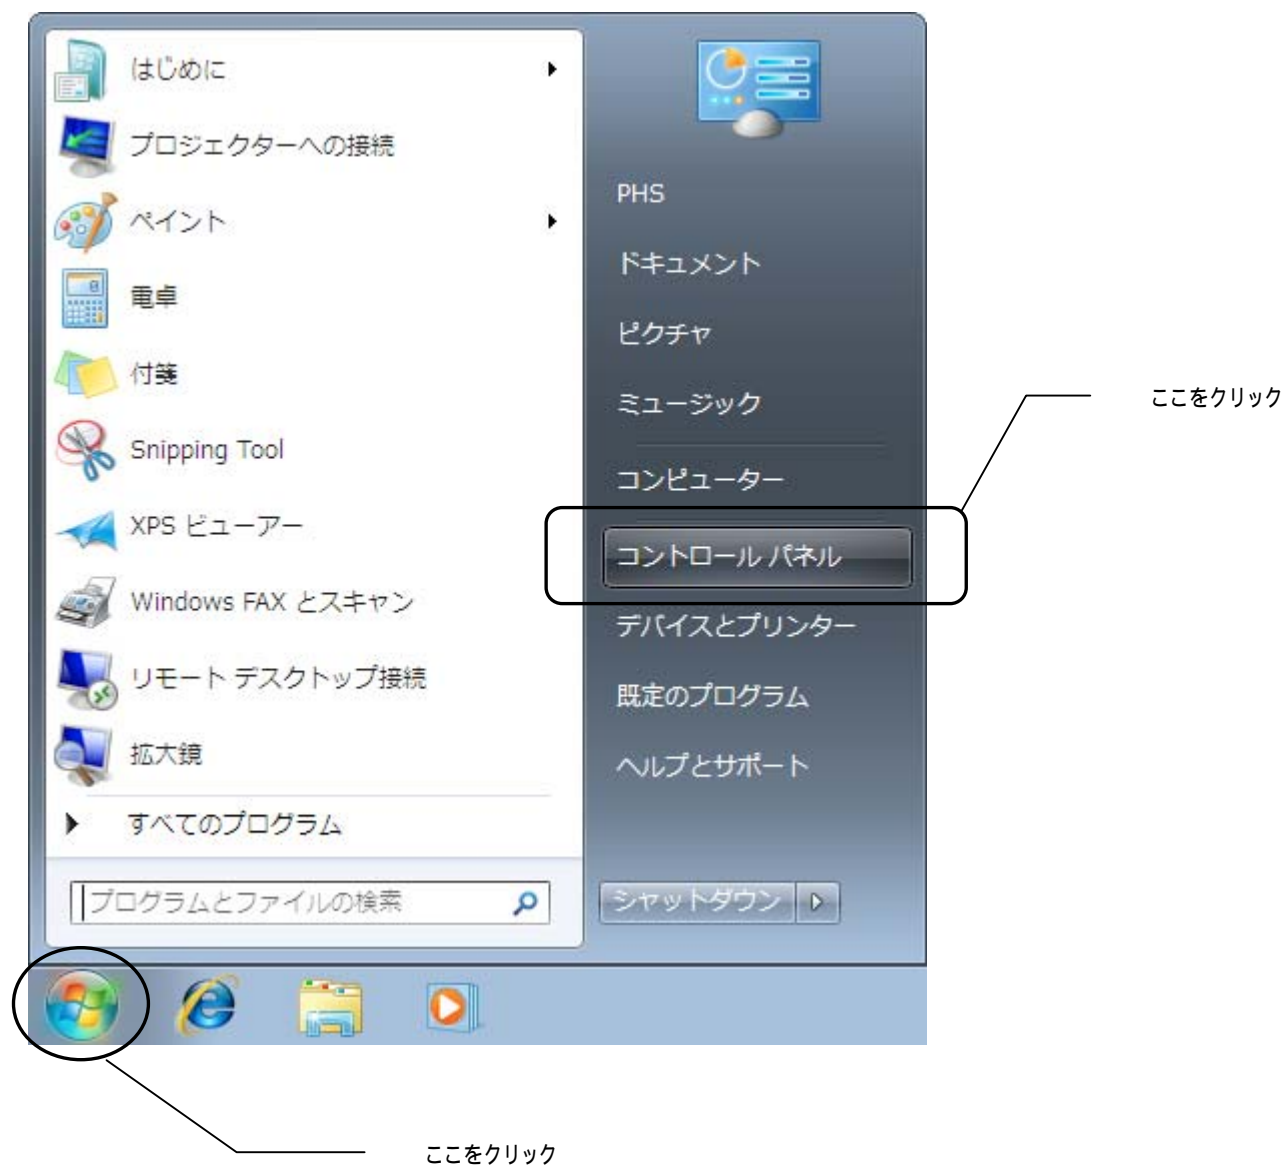 はじめに
プロジェクターへの接続
ペイント
電卓
付箋
Snipping Tool
XPS ビューアー
Windows FAX とスキャン
リモート デスクトップ接続
拡大鏡
すべてのプログラム
プログラムとファイルの検索
PHS
ドキュメント
ピクチャ
ミュージック
コンピューター
コントロール パネル
デバイスとプリンター
既定のプログラム
ヘルプとサポート
シャットダウン
ここをクリック
ここをクリック